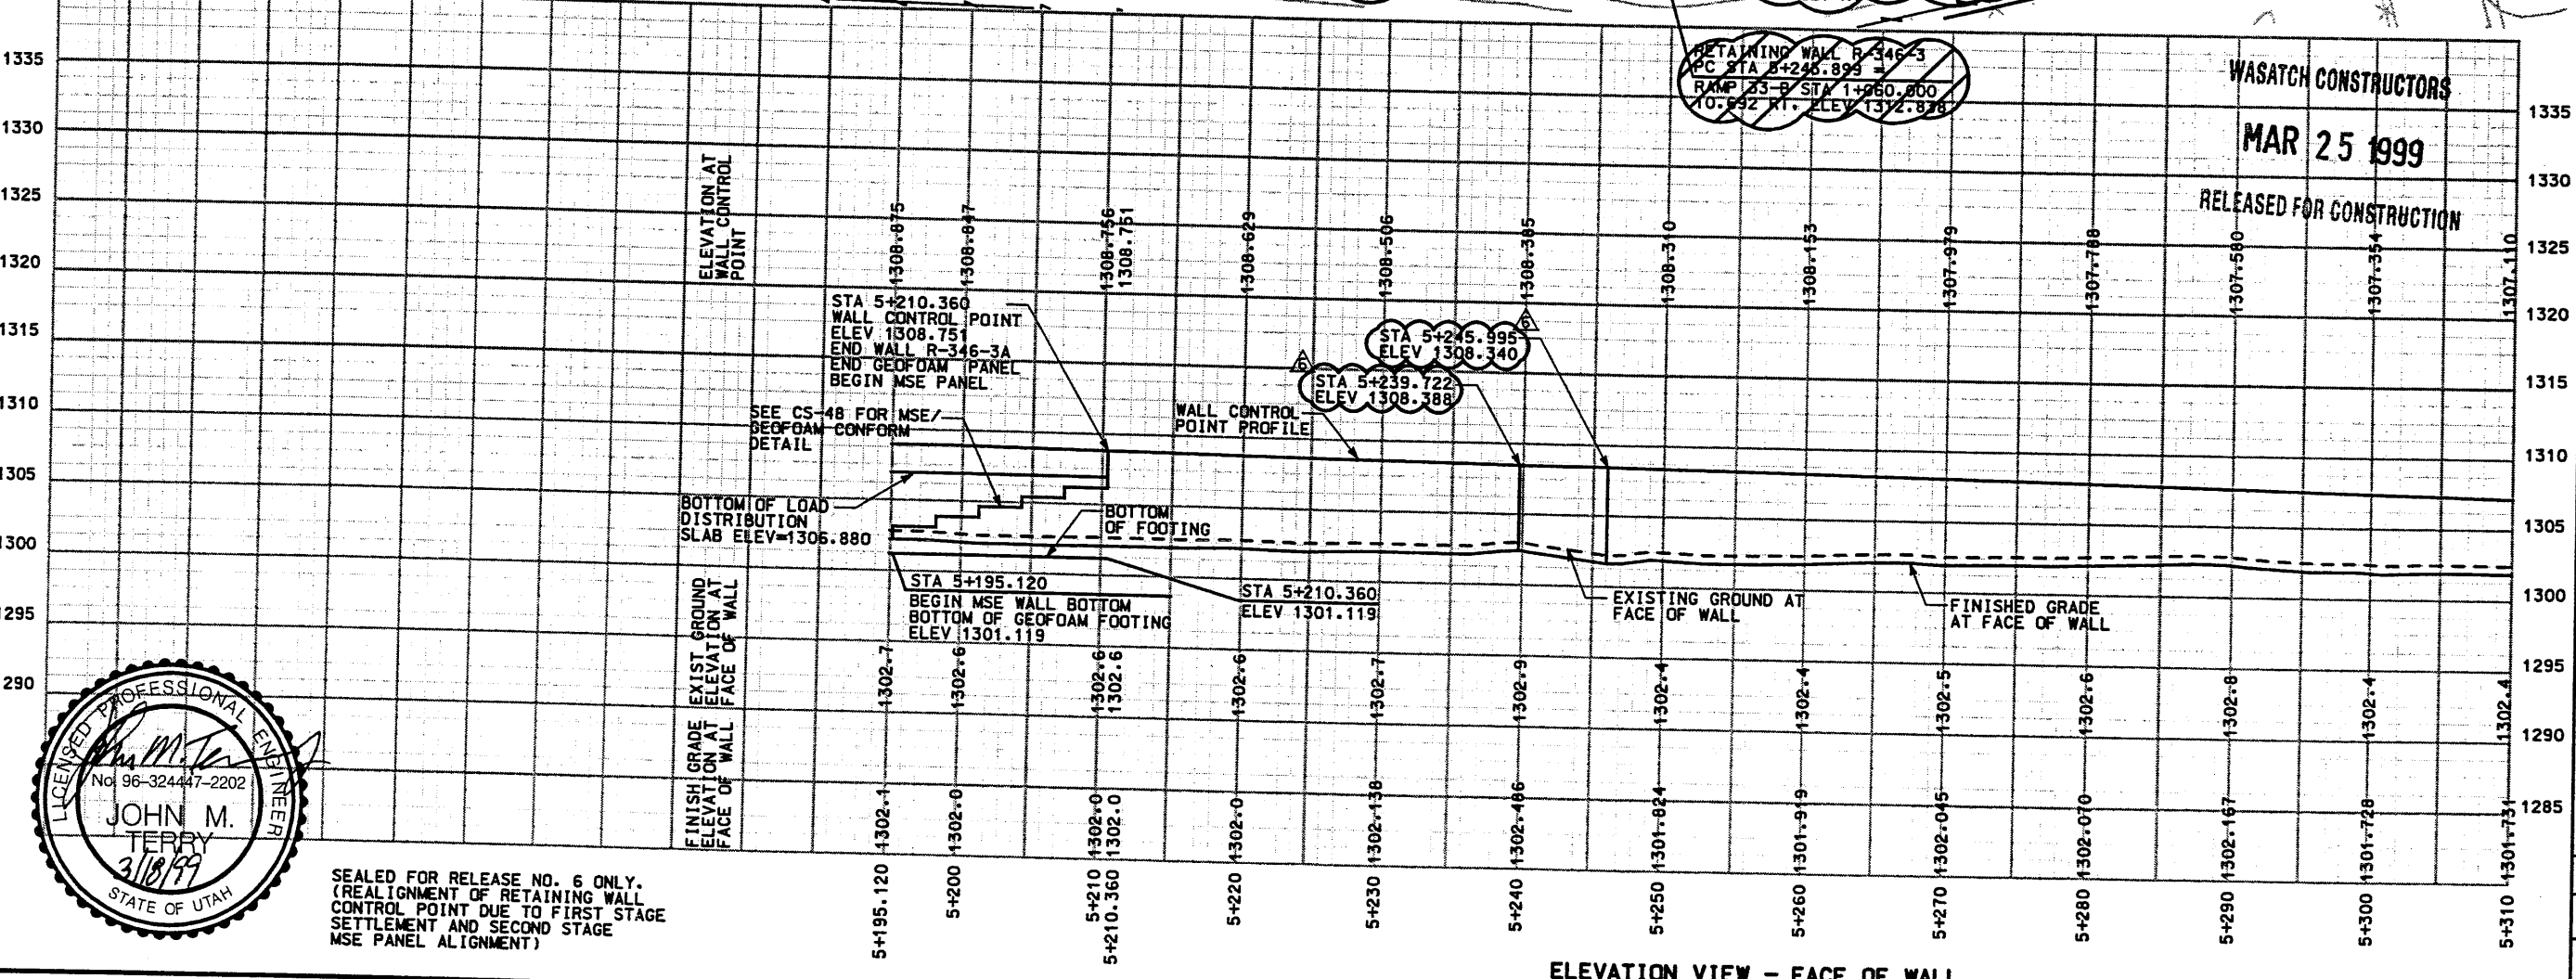 RETAINING WALL R-346-3
PC STA 5+245.899 =
RAMP 33-B STA 1+060.000
10.692 RT, ELEV 1312.838
WASATCH CONSTRUCTORS
MAR 25 1999
RELEASED FOR CONSTRUCTION
1335
1330
1325
1320
1315
1310
1305
1300
1295
290
1335
1330
1325
1320
1315
1310
1305
1300
1295
1290
1285
ELEVATION AT
WALL CONTROL
POINT
1308.875
1308.847
1308.756
1308.751
1308.629
1308.506
1308.385
1308.310
1308.153
1307.979
1307.788
1307.580
1307.354
1307.110
STA 5+210.360
WALL CONTROL POINT
ELEV 1308.751
END WALL R-346-3A
END GEOFOAM PANEL
BEGIN MSE PANEL
SEE CS-48 FOR MSE/
GEOFOAM CONFORM
DETAIL
6
STA 5+245.995
ELEV 1308.340
6
STA 5+239.722
ELEV 1308.388
WALL CONTROL
POINT PROFILE
BOTTOM OF LOAD
DISTRIBUTION
SLAB ELEV=1306.880
BOTTOM
OF FOOTING
STA 5+195.120
BEGIN MSE WALL BOTTOM
BOTTOM OF GEOFOAM FOOTING
ELEV 1301.119
STA 5+210.360
ELEV 1301.119
EXISTING GROUND AT
FACE OF WALL
FINISHED GRADE
AT FACE OF WALL
EXIST GROUND
ELEVATION AT
FACE OF WALL
1302.7
1302.6
1302.6
1302.6
1302.6
1302.7
1302.9
1302.4
1302.4
1302.5
1302.6
1302.8
1302.4
1302.4
FINISH GRADE
ELEVATION AT
FACE OF WALL
1302.1
1302.0
1302.0
1302.0
1302.0
1302.138
1302.486
1301.824
1301.919
1302.045
1302.070
1302.167
1301.728
1301.731
5+195.120
5+200
5+210
5+210.360
5+220
5+230
5+240
5+250
5+260
5+270
5+280
5+290
5+300
5+310
LICENSED PROFESSIONAL ENGINEER
John M. Terry
No. 96-324447-2202
JOHN M.
TERRY
3/18/99
STATE OF UTAH
SEALED FOR RELEASE NO. 6 ONLY.
(REALIGNMENT OF RETAINING WALL
CONTROL POINT DUE TO FIRST STAGE
SETTLEMENT AND SECOND STAGE
MSE PANEL ALIGNMENT)
ELEVATION VIEW - FACE OF WALL